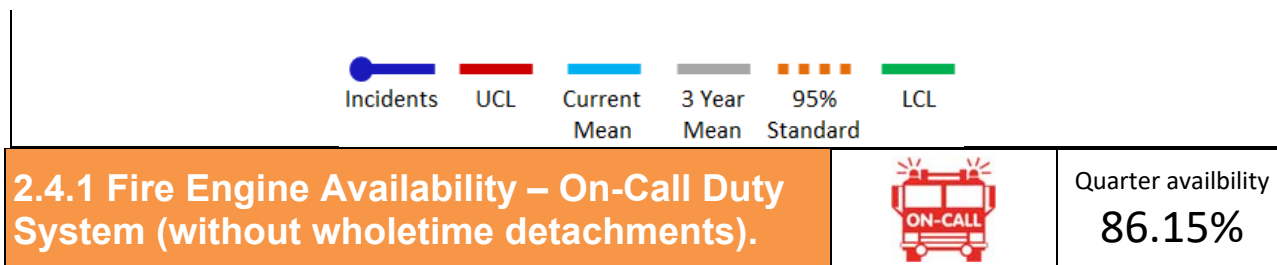 Incidents UCL Current Mean 3 Year Mean 95% Standard LCL
2.4.1 Fire Engine Availability – On-Call Duty
System (without wholetime detachments).
ON-CALL
Quarter availbility
86.15%